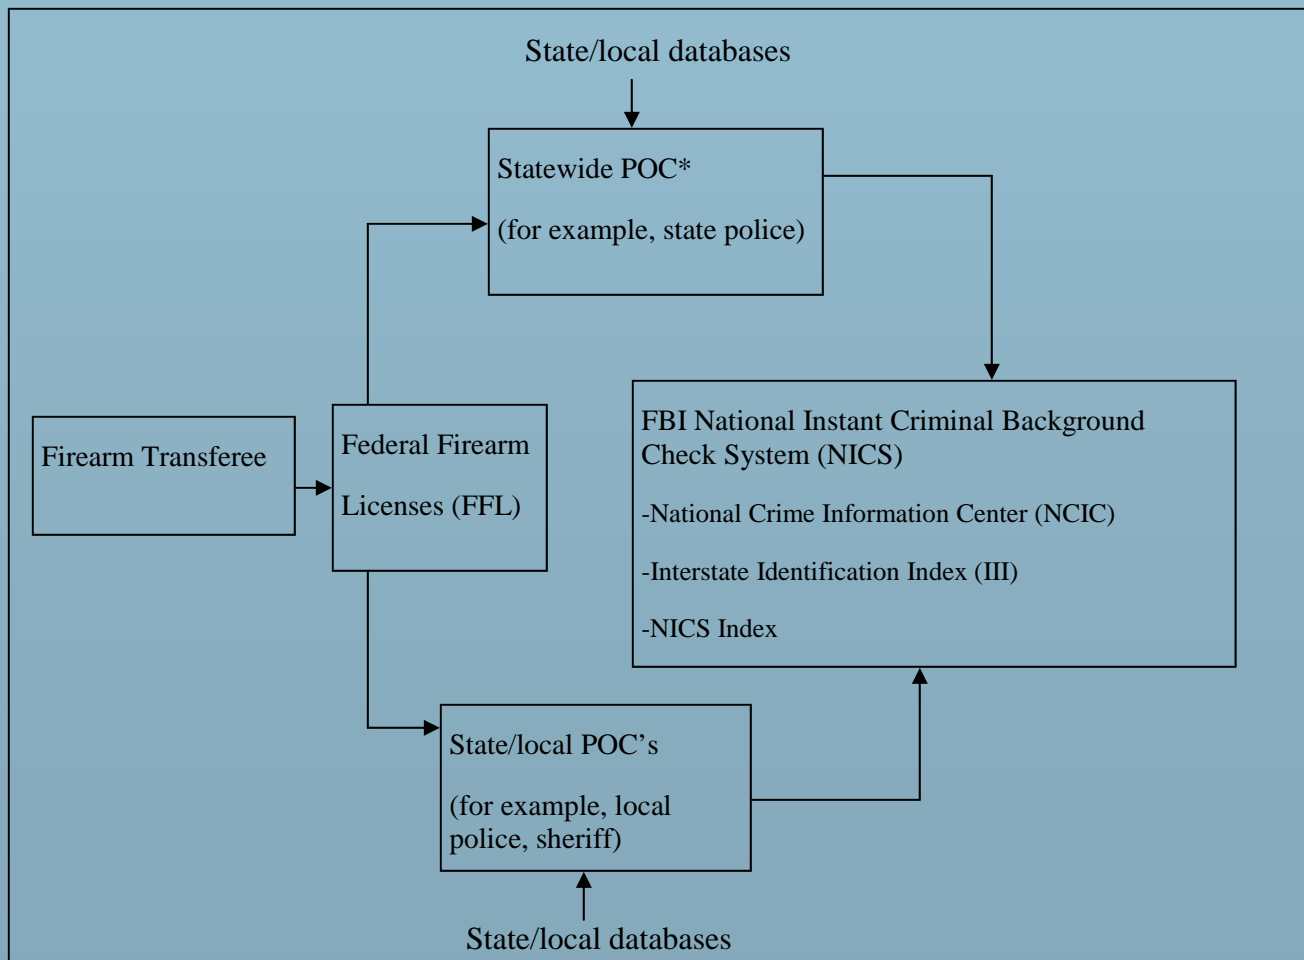 State/local databases
Statewide POC*
(for example, state police)
Firearm Transferee
Federal Firearm
Licenses (FFL)
FBI National Instant Criminal Background
Check System (NICS)
-National Crime Information Center (NCIC)
-Interstate Identification Index (III)
-NICS Index
State/local POC’s
(for example, local
police, sheriff)
State/local databases